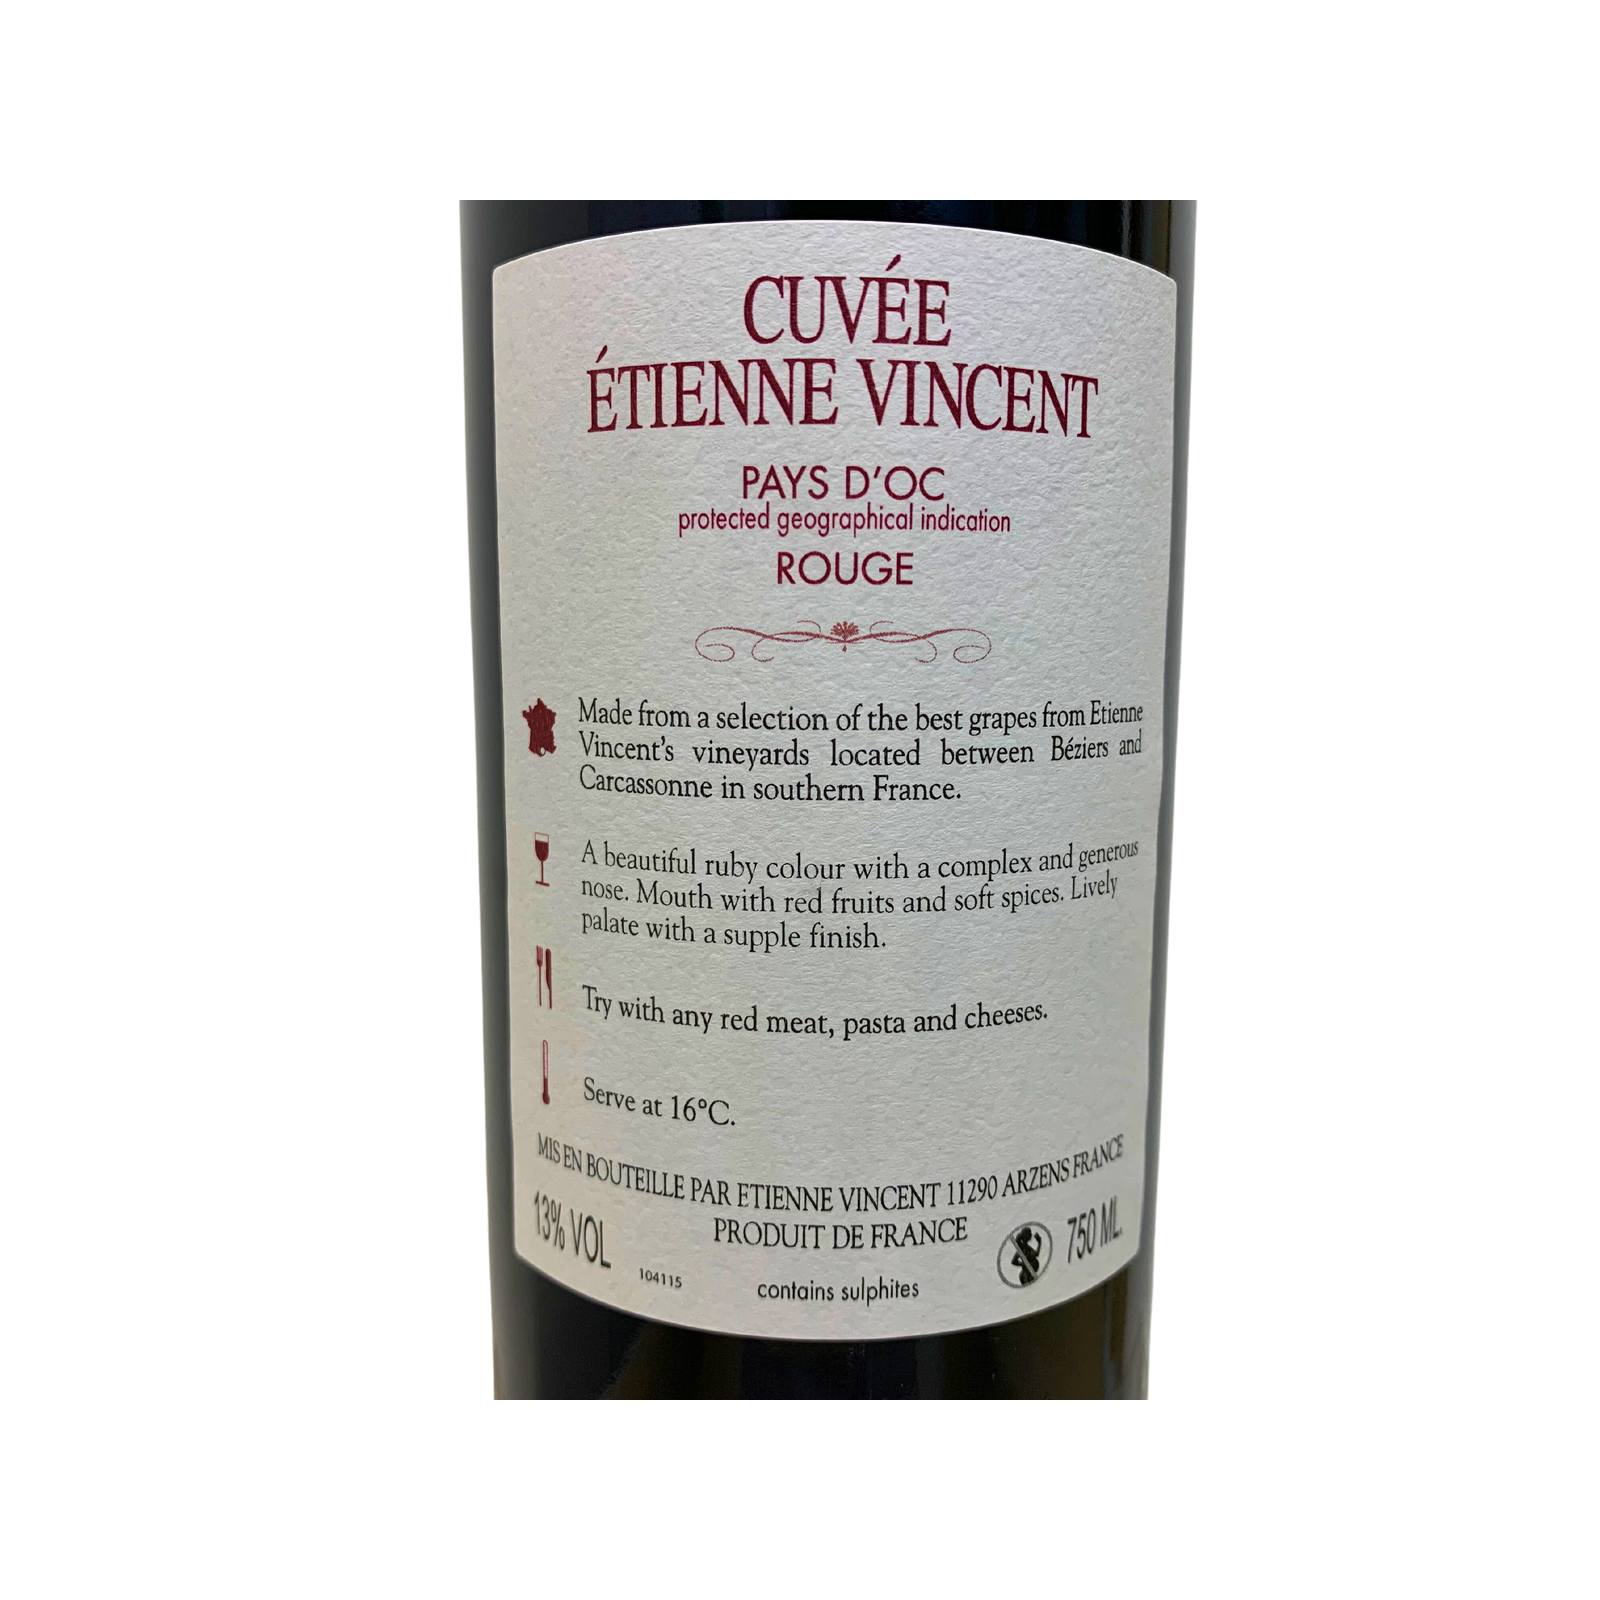 CUVÉE
ÉTIENNE VINCENT
PAYS D'OC
protected geographical indication
ROUGE
Made from a selection of the best grapes from Etienne
Vincent's vineyards located between Béziers and
Carcassonne in southern France.
A beautiful ruby colour with a complex and generous
nose. Mouth with red fruits and soft spices. Lively
palate with a supple finish.
Try with any red meat, pasta and cheeses.
Serve at 16°C.
MIS EN BOUTEILLE PAR ETIENNE VINCENT 11290 ARZENS FRANCE
PRODUIT DE FRANCE
13% VOL
750 ML.
104115
contains sulphites